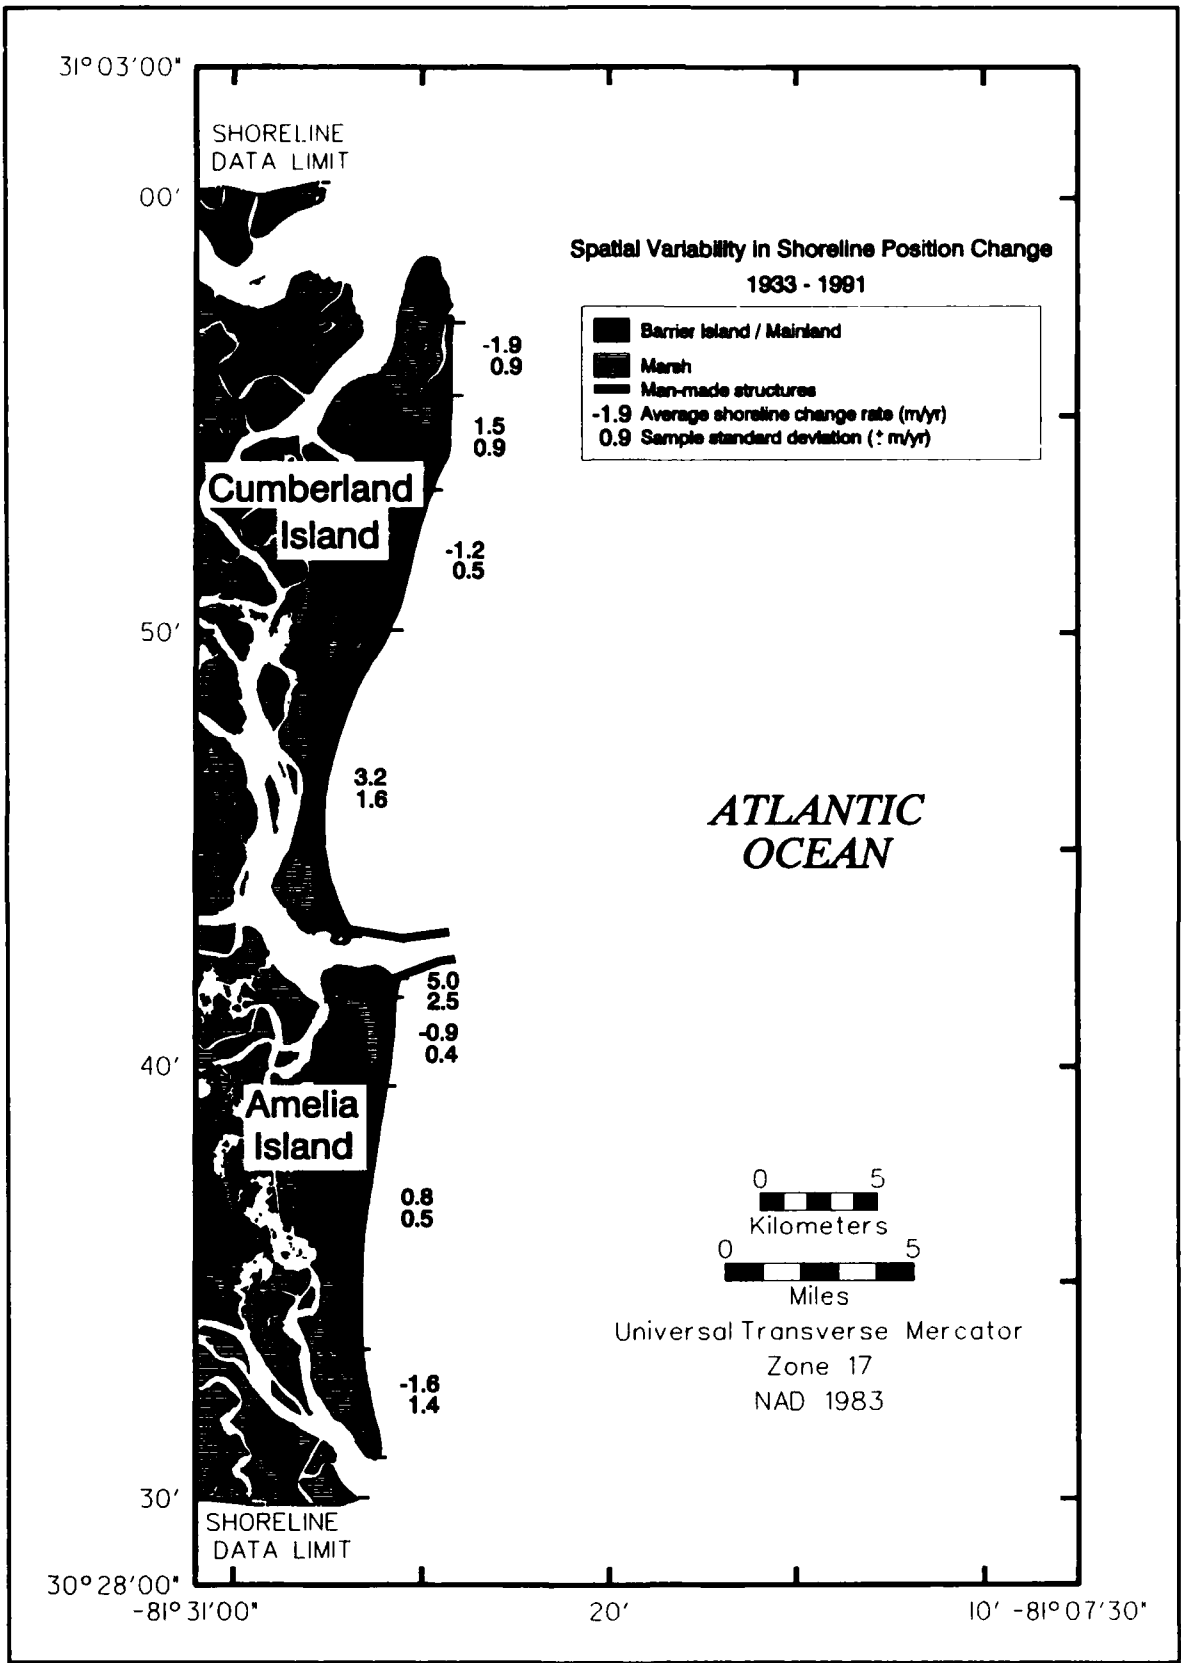 31°03'00"
SHORELINE
DATA LIMIT
00'
Spatial Variability in Shoreline Position Change
1933 - 1991
Barrier Island / Mainland
Marsh
Man-made structures
-1.9 Average shoreline change rate (m/yr)
0.9 Sample standard deviation (± m/yr)
-1.9
0.9
1.5
0.9
Cumberland
Island
-1.2
0.5
50'
3.2
1.6
ATLANTIC
OCEAN
5.0
2.5
-0.9
0.4
40'
Amelia
Island
0.8
0.5
0 5
Kilometers
0 5
Miles
Universal Transverse Mercator
Zone 17
NAD 1983
-1.6
1.4
30'
SHORELINE
DATA LIMIT
30°28'00"
-81°31'00" 20' 10' -81°07'30"